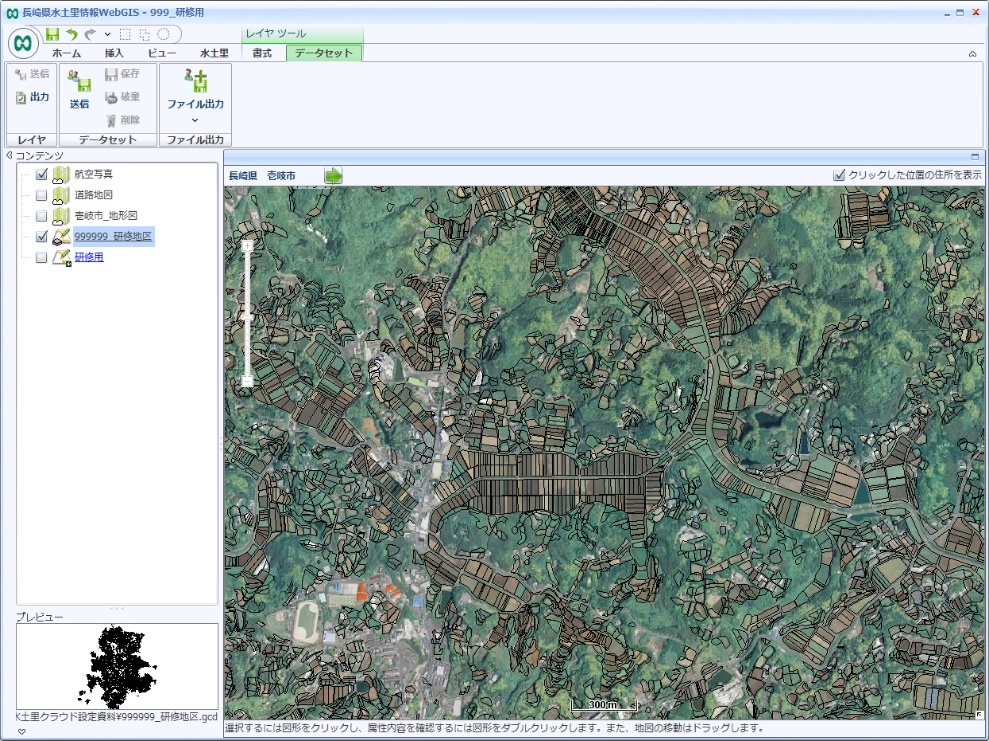 長崎県水土里情報WebGIS - 999_研修用
レイヤ ツール
ホーム 挿入 ビュー 水土里 書式 データセット
送信 送信 保存 ファイル出力
出力 破棄
削除
レイヤ データセット ファイル出力
コンテンツ
航空写真
道路地図
壱岐市_地形図
999999_研修地区
研修用
長崎県 壱岐市 クリックした位置の住所を表示
300 m
プレビュー
水土里クラウド設定資料¥999999_研修地区.gcd
選択するには図形をクリックし、属性内容を確認するには図形をダブルクリックします。また、地図の移動はドラッグします。